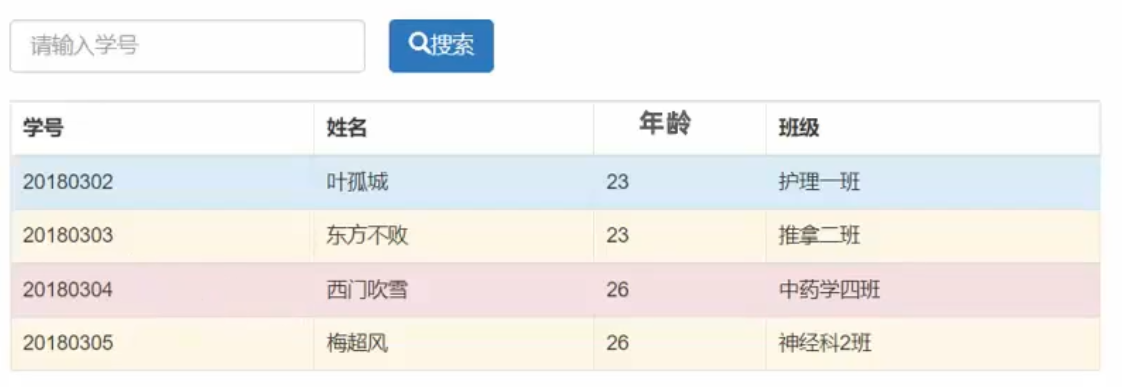 请输入学号 搜索
学号 姓名 年龄 班级
20180302 叶孤城 23 护理一班
20180303 东方不败 23 推拿二班
20180304 西门吹雪 26 中药学四班
20180305 梅超风 26 神经科2班